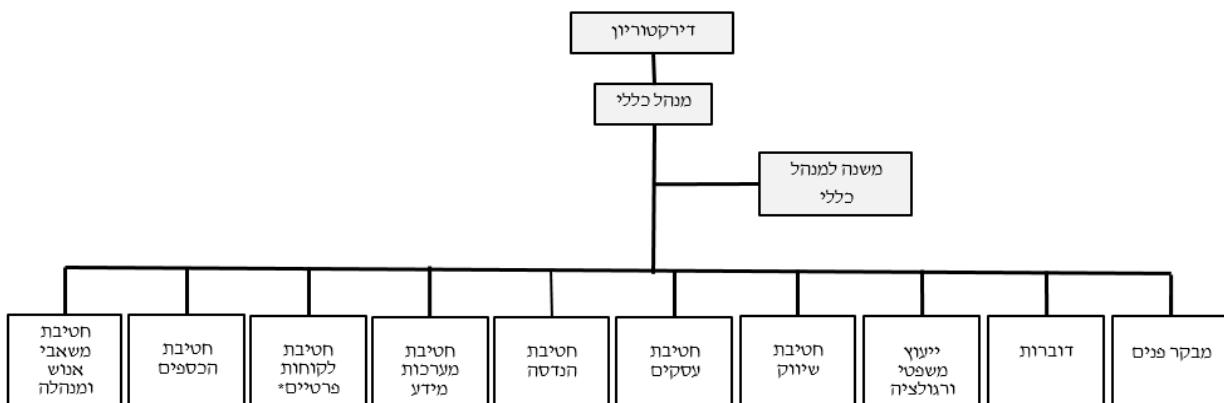 דירקטוריון
מנהל כללי
משנה למנהל
כללי
מבקר פנים
דוברות
ייעוץ
משפטי
ורגולציה
חטיבת
שיווק
חטיבת
עסקים
חטיבת
הנדסה
חטיבת
מערכות
מידע
חטיבת
לקוחות
פרטיים*
חטיבת
הכספים
חטיבת
משאבי
אנוש
ומנהלה